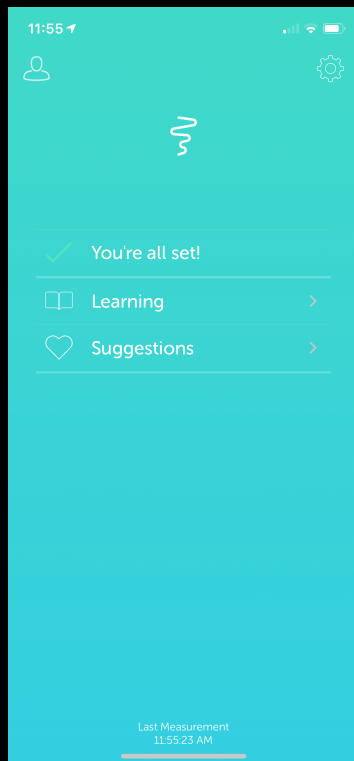 11:55
You're all set!
Learning
Suggestions
Last Measurement
11:55:23 AM